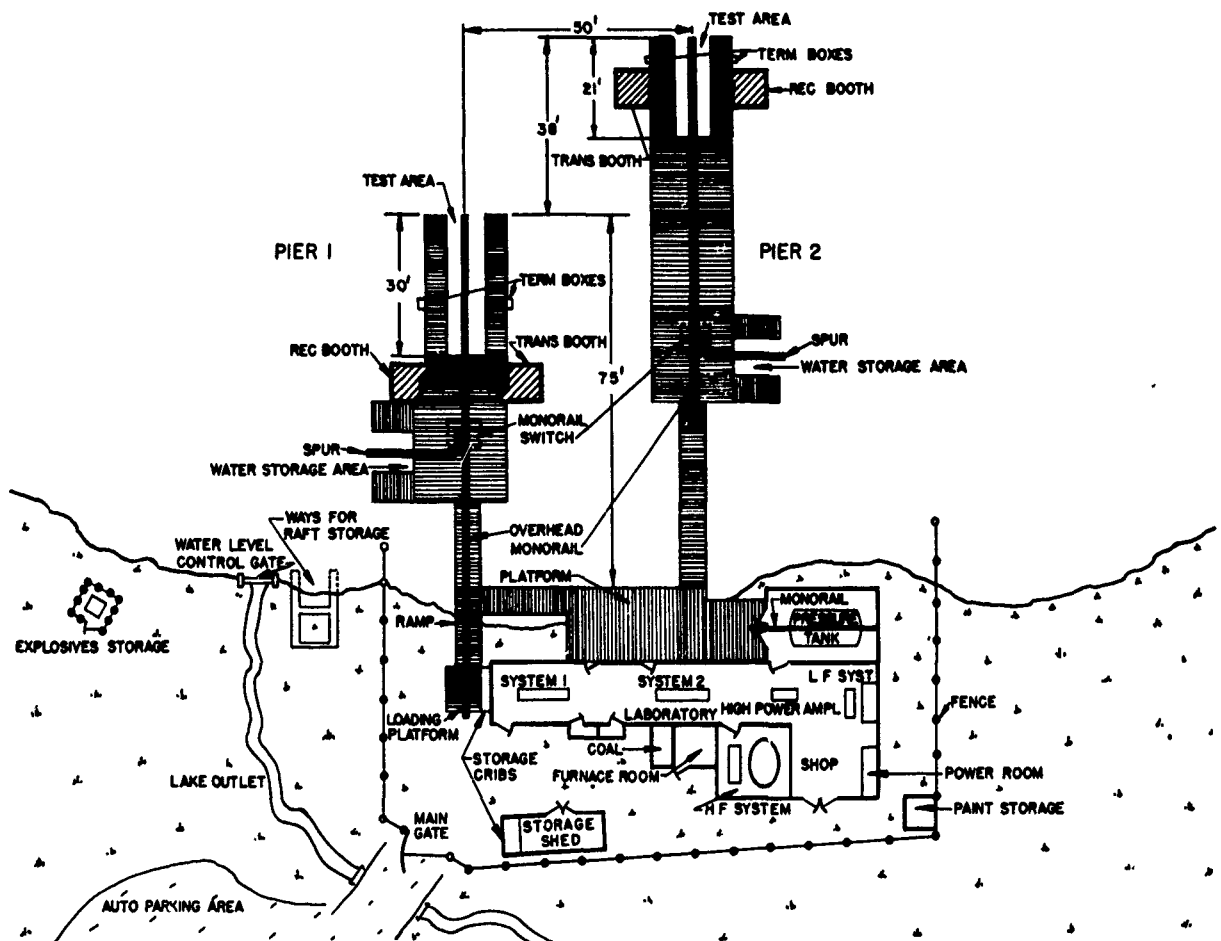 50'
TEST AREA
TERM BOXES
21'
REC BOOTH
38'
TRANS BOOTH
TEST AREA
PIER 1
PIER 2
30'
TERM BOXES
TRANS BOOTH
REC BOOTH
75'
SPUR
WATER STORAGE AREA
MONORAIL
SWITCH
SPUR
WATER STORAGE AREA
WAYS FOR
RAFT STORAGE
OVERHEAD
MONORAIL
WATER LEVEL
CONTROL GATE
PLATFORM
MONORAIL
PRESSURE
TANK
RAMP
EXPLOSIVES STORAGE
SYSTEM 1
SYSTEM 2
L F SYST
HIGH POWER AMPL.
LOADING
PLATFORM
LABORATORY
FENCE
COAL
STORAGE
CRIBS
FURNACE ROOM
SHOP
POWER ROOM
LAKE OUTLET
H F SYSTEM
PAINT STORAGE
MAIN
GATE
STORAGE
SHED
AUTO PARKING AREA